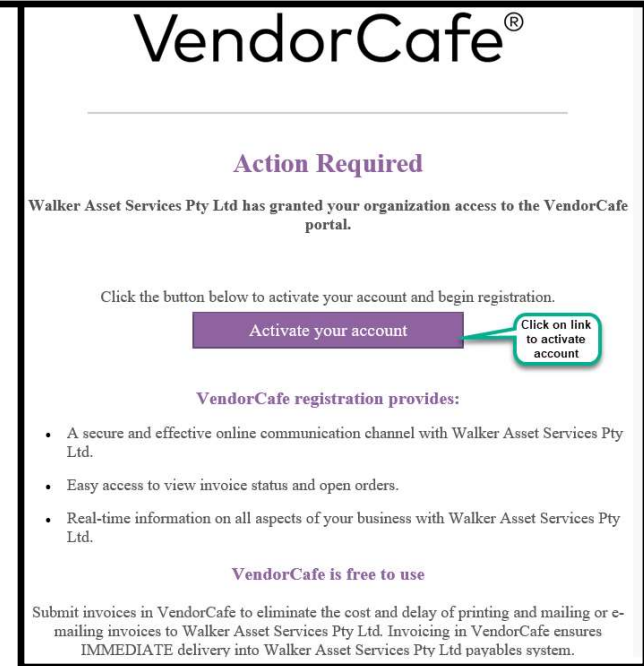 VendorCafe®
Action Required
Walker Asset Services Pty Ltd has granted your organization access to the VendorCafe
portal.
Click the button below to activate your account and begin registration.
Activate your account
Click on link
to activate
account
VendorCafe registration provides:
• A secure and effective online communication channel with Walker Asset Services Pty
Ltd.
• Easy access to view invoice status and open orders.
• Real-time information on all aspects of your business with Walker Asset Services Pty
Ltd.
VendorCafe is free to use
Submit invoices in VendorCafe to eliminate the cost and delay of printing and mailing or e-
mailing invoices to Walker Asset Services Pty Ltd. Invoicing in VendorCafe ensures
IMMEDIATE delivery into Walker Asset Services Pty Ltd payables system.